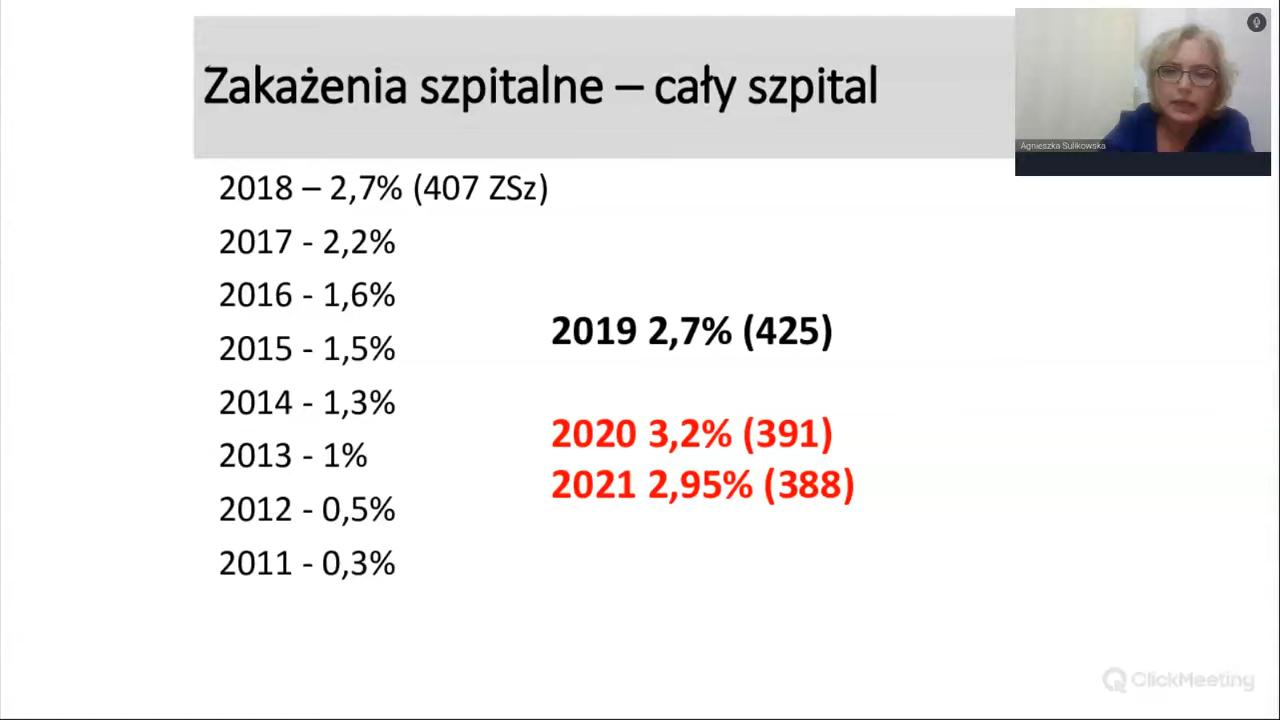 Zakażenia szpitalne – cały szpital
Agnieszka Sulikowska
2018 – 2,7% (407 ZSz)
2017 - 2,2%
2016 - 1,6%
2015 - 1,5%
2014 - 1,3%
2013 - 1%
2012 - 0,5%
2011 - 0,3%
2019 2,7% (425)
2020 3,2% (391)
2021 2,95% (388)
ClickMeeting